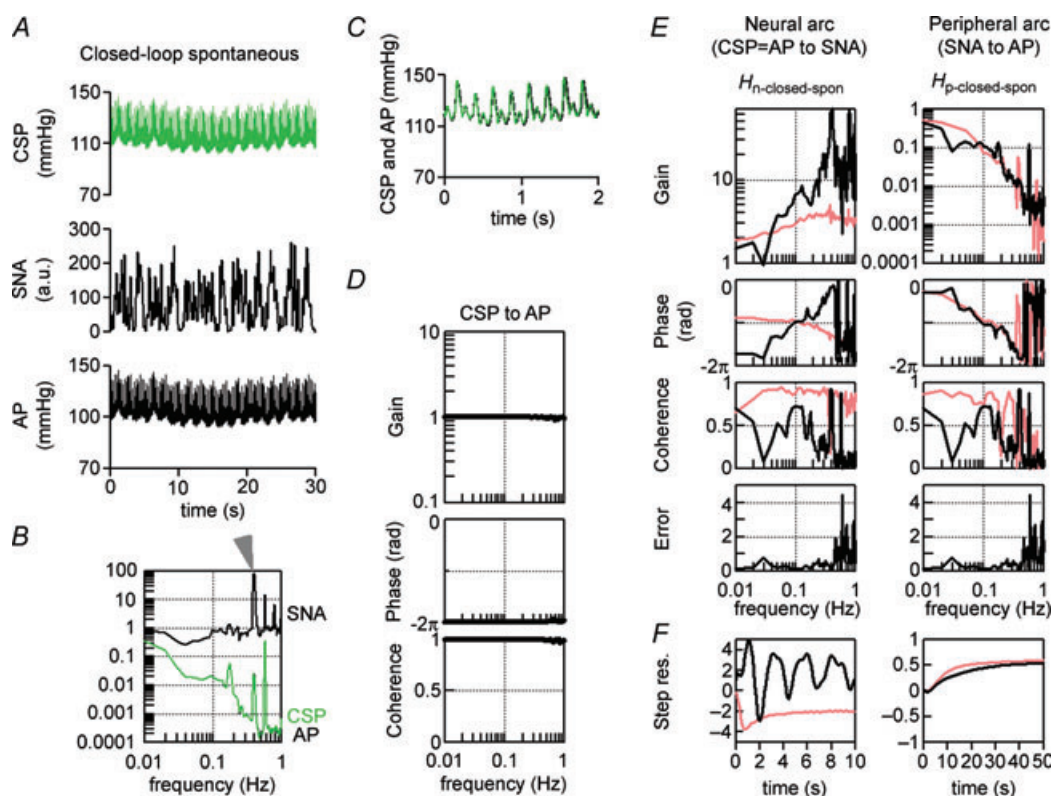 A
Closed-loop spontaneous
CSP
(mmHg)
150
110
70
SNA
(a.u.)
300
200
100
0
AP
(mmHg)
150
100
70
0 10 20 30
time (s)
B
100
10
1
0.1
0.01
0.001
0.0001
SNA
CSP
AP
0.01 0.1 1
frequency (Hz)
C
CSP and AP (mmHg)
150
110
70
0 1 2
time (s)
D
CSP to AP
Gain
10
1
0.1
Phase (rad)
0
-2π
Coherence
1
0.5
0
0.01 0.1 1
frequency (Hz)
E
Neural arc
(CSP=AP to SNA)
Peripheral arc
(SNA to AP)
Hn-closed-spon
Hp-closed-spon
Gain
10
1
1
0.1
0.01
0.001
0.0001
Phase
(rad)
0
-2π
0
-2π
Coherence
1
0.5
0
1
0.5
0
Error
4
2
0
4
2
0
0.01 0.1 1
frequency (Hz)
0.01 0.1 1
frequency (Hz)
F
Step res.
4
2
0
−2
−4
0 2 4 6 8 10
time (s)
1
0.5
0
−1
0 10 20 30 40 50
time (s)